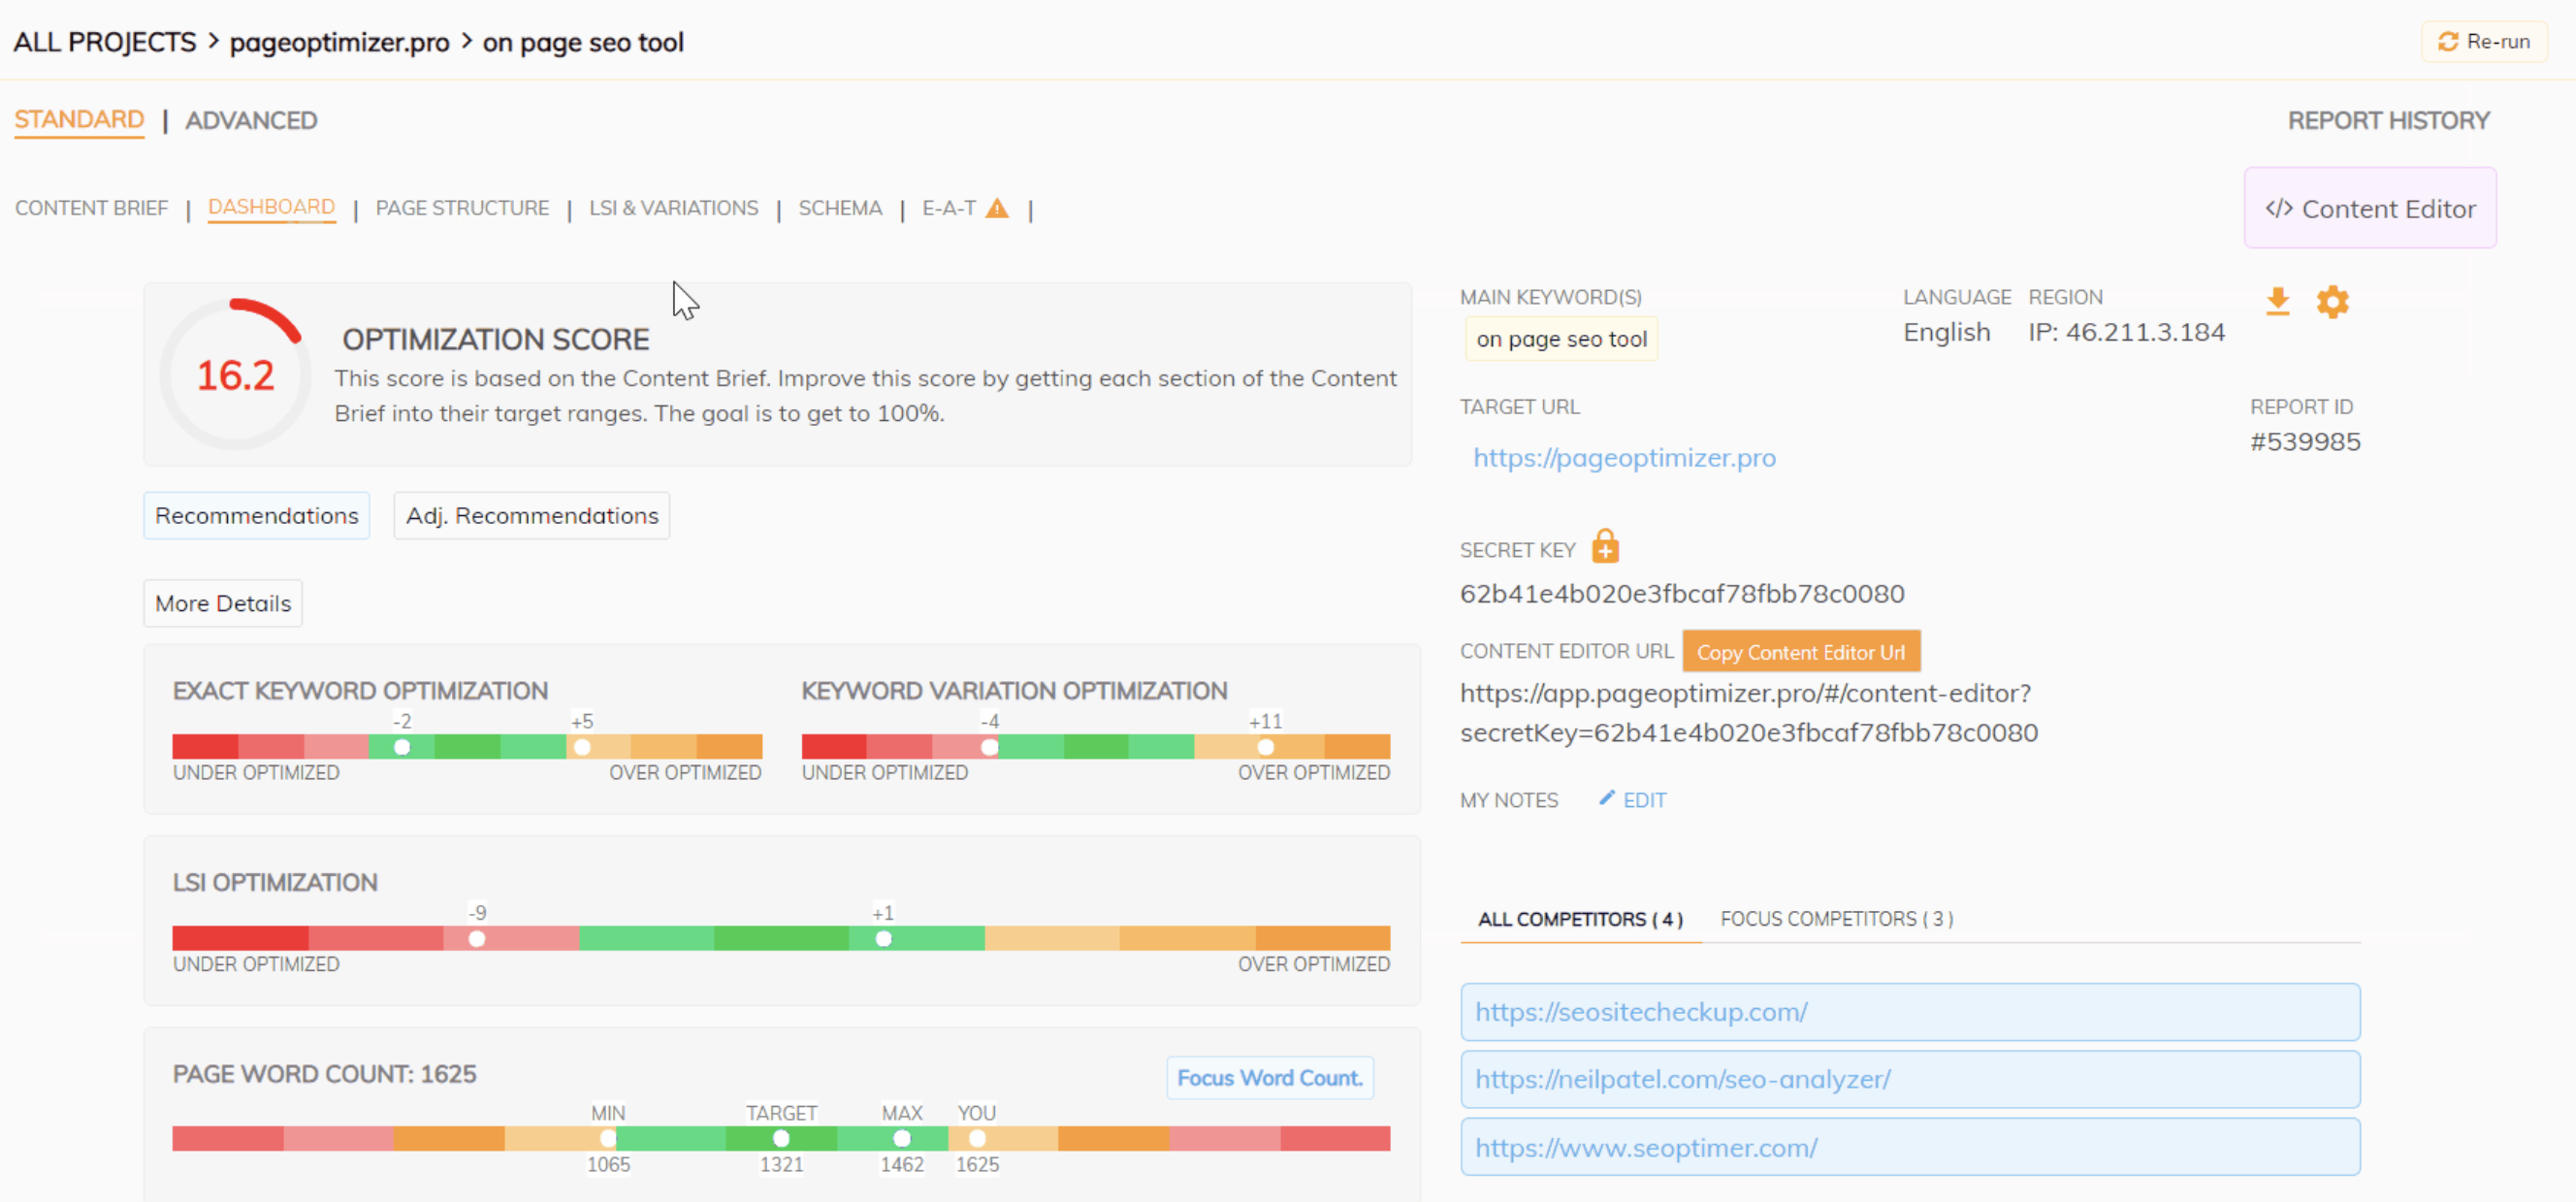 ALL PROJECTS > pageoptimizer.pro > on page seo tool
Re-run
STANDARD | ADVANCED
REPORT HISTORY
CONTENT BRIEF | DASHBOARD | PAGE STRUCTURE | LSI & VARIATIONS | SCHEMA | E-A-T |
</> Content Editor
16.2
OPTIMIZATION SCORE
This score is based on the Content Brief. Improve this score by getting each section of the Content
Brief into their target ranges. The goal is to get to 100%.
Recommendations
Adj. Recommendations
More Details
EXACT KEYWORD OPTIMIZATION
-2 +5
UNDER OPTIMIZED OVER OPTIMIZED
KEYWORD VARIATION OPTIMIZATION
-4 +11
UNDER OPTIMIZED OVER OPTIMIZED
LSI OPTIMIZATION
-9 +1
UNDER OPTIMIZED OVER OPTIMIZED
PAGE WORD COUNT: 1625
Focus Word Count.
MIN TARGET MAX YOU
1065 1321 1462 1625
MAIN KEYWORD(S)
on page seo tool
LANGUAGE
English
REGION
IP: 46.211.3.184
TARGET URL
https://pageoptimizer.pro
REPORT ID
#539985
SECRET KEY
62b41e4b020e3fbcaf78fbb78c0080
CONTENT EDITOR URL
Copy Content Editor Url
https://app.pageoptimizer.pro/#/content-editor?
secretKey=62b41e4b020e3fbcaf78fbb78c0080
MY NOTES
EDIT
ALL COMPETITORS ( 4 )
FOCUS COMPETITORS ( 3 )
https://seositecheckup.com/
https://neilpatel.com/seo-analyzer/
https://www.seoptimer.com/